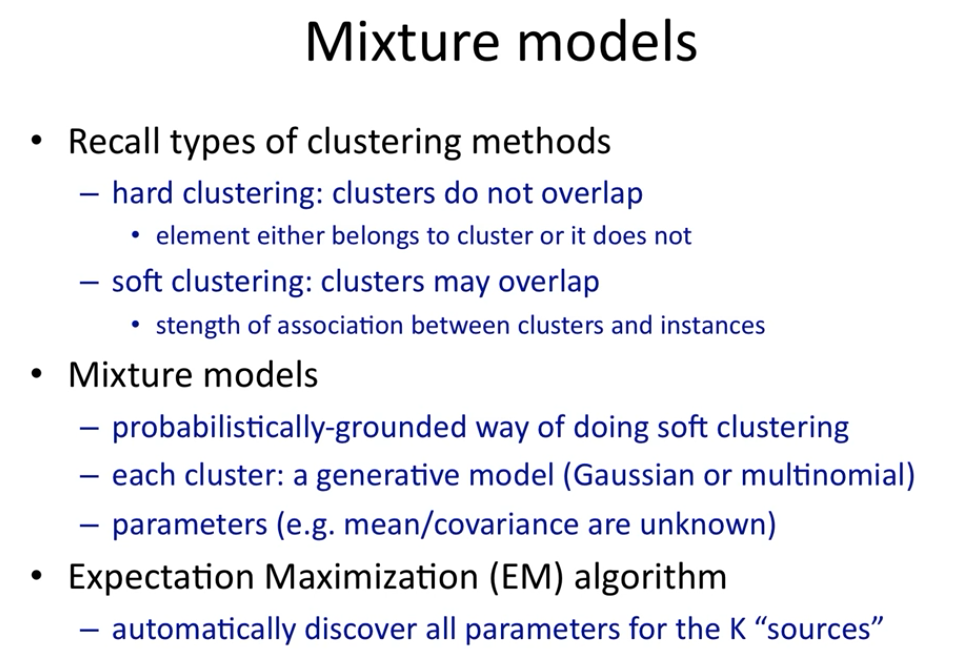 Mixture models
• Recall types of clustering methods
– hard clustering: clusters do not overlap
• element either belongs to cluster or it does not
– soft clustering: clusters may overlap
• stength of association between clusters and instances
• Mixture models
– probabilistically-grounded way of doing soft clustering
– each cluster: a generative model (Gaussian or multinomial)
– parameters (e.g. mean/covariance are unknown)
• Expectation Maximization (EM) algorithm
– automatically discover all parameters for the K “sources”